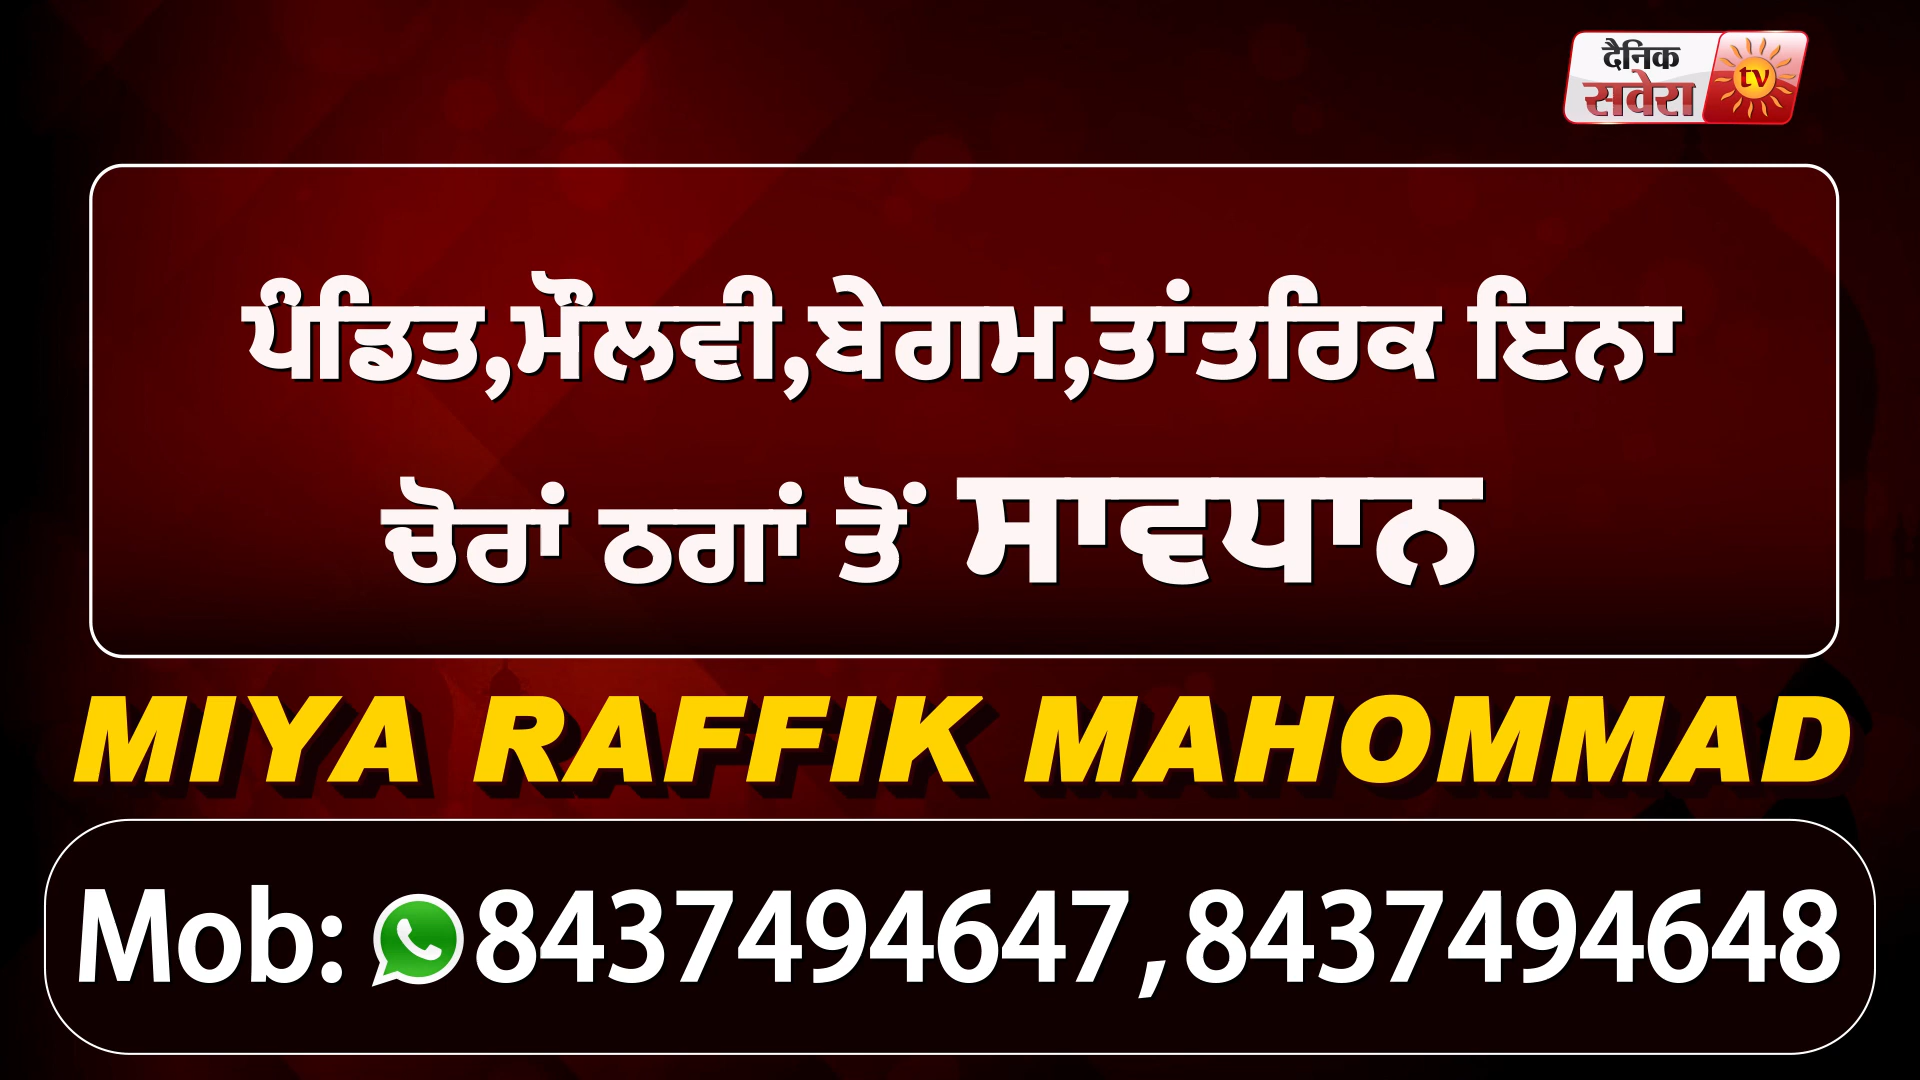 दैनिक
सवेरा
tv
ਪੰਡਿਤ,ਮੌਲਵੀ,ਬੇਗਮ,ਤਾਂਤਰਿਕ ਇਨਾ
ਚੋਰਾਂ ਠਗਾਂ ਤੋਂ ਸਾਵਧਾਨ
MIYA RAFFIK MAHOMMAD
Mob: 8437494647, 8437494648